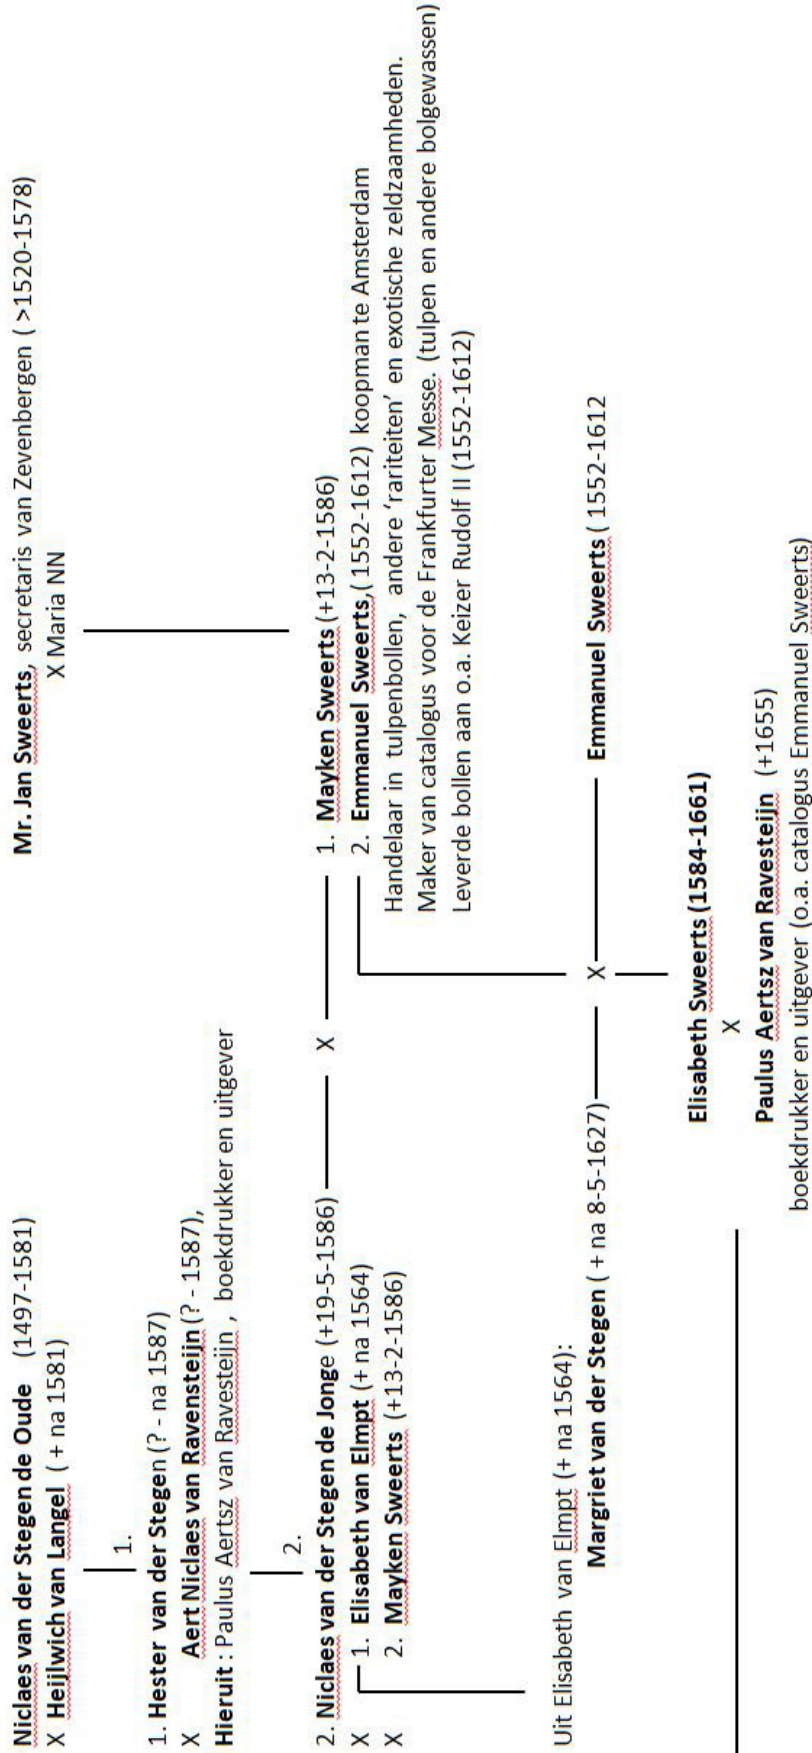 Niclaes van der Stegen de Oude (1497-1581)
X Heijlwich van Langel ( + na 1581)
1.
1. Hester van der Stegen (? - na 1587)
X Aert Niclaes van Ravensteijn (? - 1587),
Hieruit : Paulus Aertsz van Ravesteijn , boekdrukker en uitgever
2.
2. Niclaes van der Stegen de Jonge (+19-5-1586)
X 1. Elisabeth van Elmpt (+ na 1564)
X 2. Mayken Sweerts (+13-2-1586)
X
Mr. Jan Sweerts, secretaris van Zevenbergen ( >1520-1578)
X Maria NN
1. Mayken Sweerts (+13-2-1586)
2. Emmanuel Sweerts,( 1552-1612) koopman te Amsterdam
Handelaar in tulpenbollen, andere ‘rariteiten’ en exotische zeldzaamheden.
Maker van catalogus voor de Frankfurter Messe. (tulpen en andere bolgewassen)
Leverde bollen aan o.a. Keizer Rudolf II (1552-1612)
Uit Elisabeth van Elmpt (+ na 1564):
Margriet van der Stegen ( + na 8-5-1627)
X
Emmanuel Sweerts ( 1552-1612
Elisabeth Sweerts (1584-1661)
X
Paulus Aertsz van Ravesteijn (+1655)
boekdrukker en uitgever (o.a. catalogus Emmanuel Sweerts)